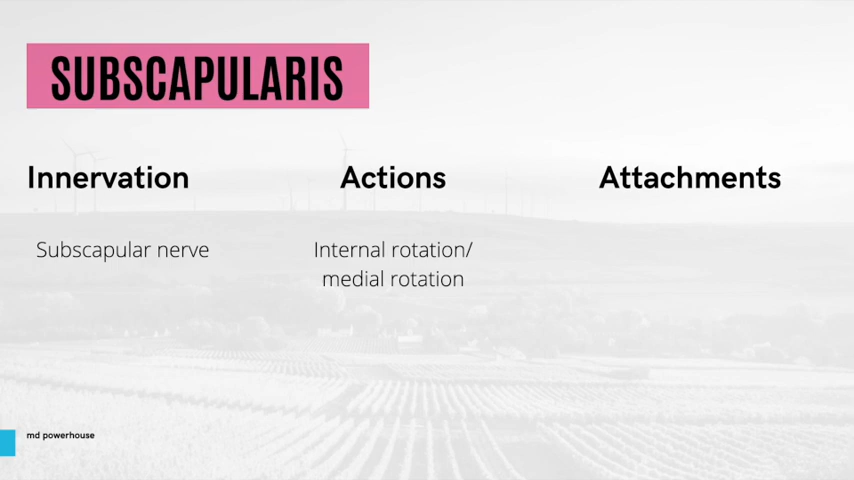 SUBSCAPULARIS
Innervation
Actions
Attachments
Subscapular nerve
Internal rotation/
medial rotation
md powerhouse